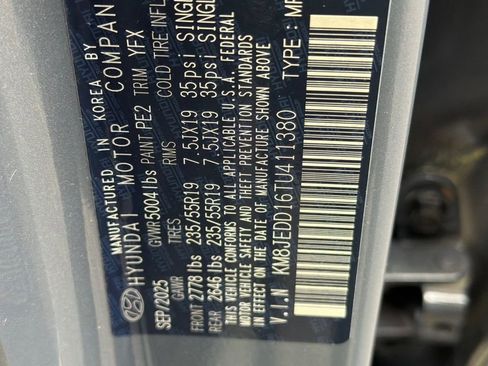 MANUFACTURED IN KOREA BY
HYUNDAI MOTOR COMPAN
SEP/2025 GVWR 5004 lbs PAINT PE2 TRIM YFX
GAWR TIRES RIMS COLD TIRE INFL
FRONT 2778 lbs 235/55R19 7.5JX19 35psi SINGL
REAR 2646 lbs 235/55R19 7.5JX19 35psi SINGL
THIS VEHICLE CONFORMS TO ALL APPLICABLE U.S.A. FEDERAL
MOTOR VEHICLE SAFETY AND THEFT PREVENTION STANDARDS
IN EFFECT ON THE DATE OF MANUFACTURE SHOWN ABOVE
V.I.N KM8JEDD16TU411380 TYPE MP